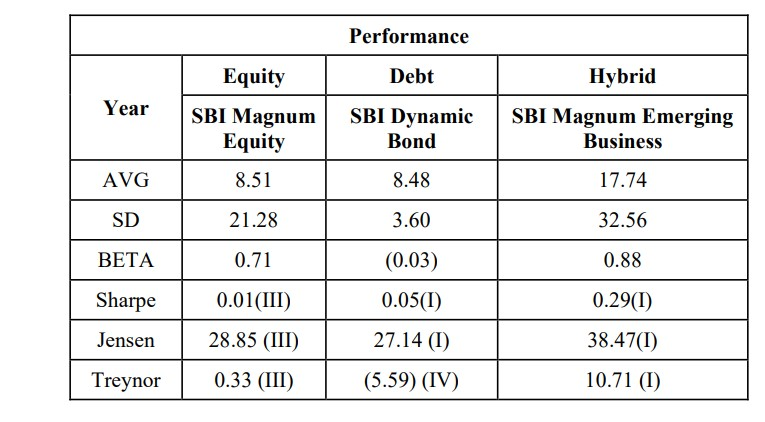 Performance
Year Equity Debt Hybrid
SBI Magnum Equity SBI Dynamic Bond SBI Magnum Emerging Business
AVG 8.51 8.48 17.74
SD 21.28 3.60 32.56
BETA 0.71 (0.03) 0.88
Sharpe 0.01(III) 0.05(I) 0.29(I)
Jensen 28.85 (III) 27.14 (I) 38.47(I)
Treynor 0.33 (III) (5.59) (IV) 10.71 (I)